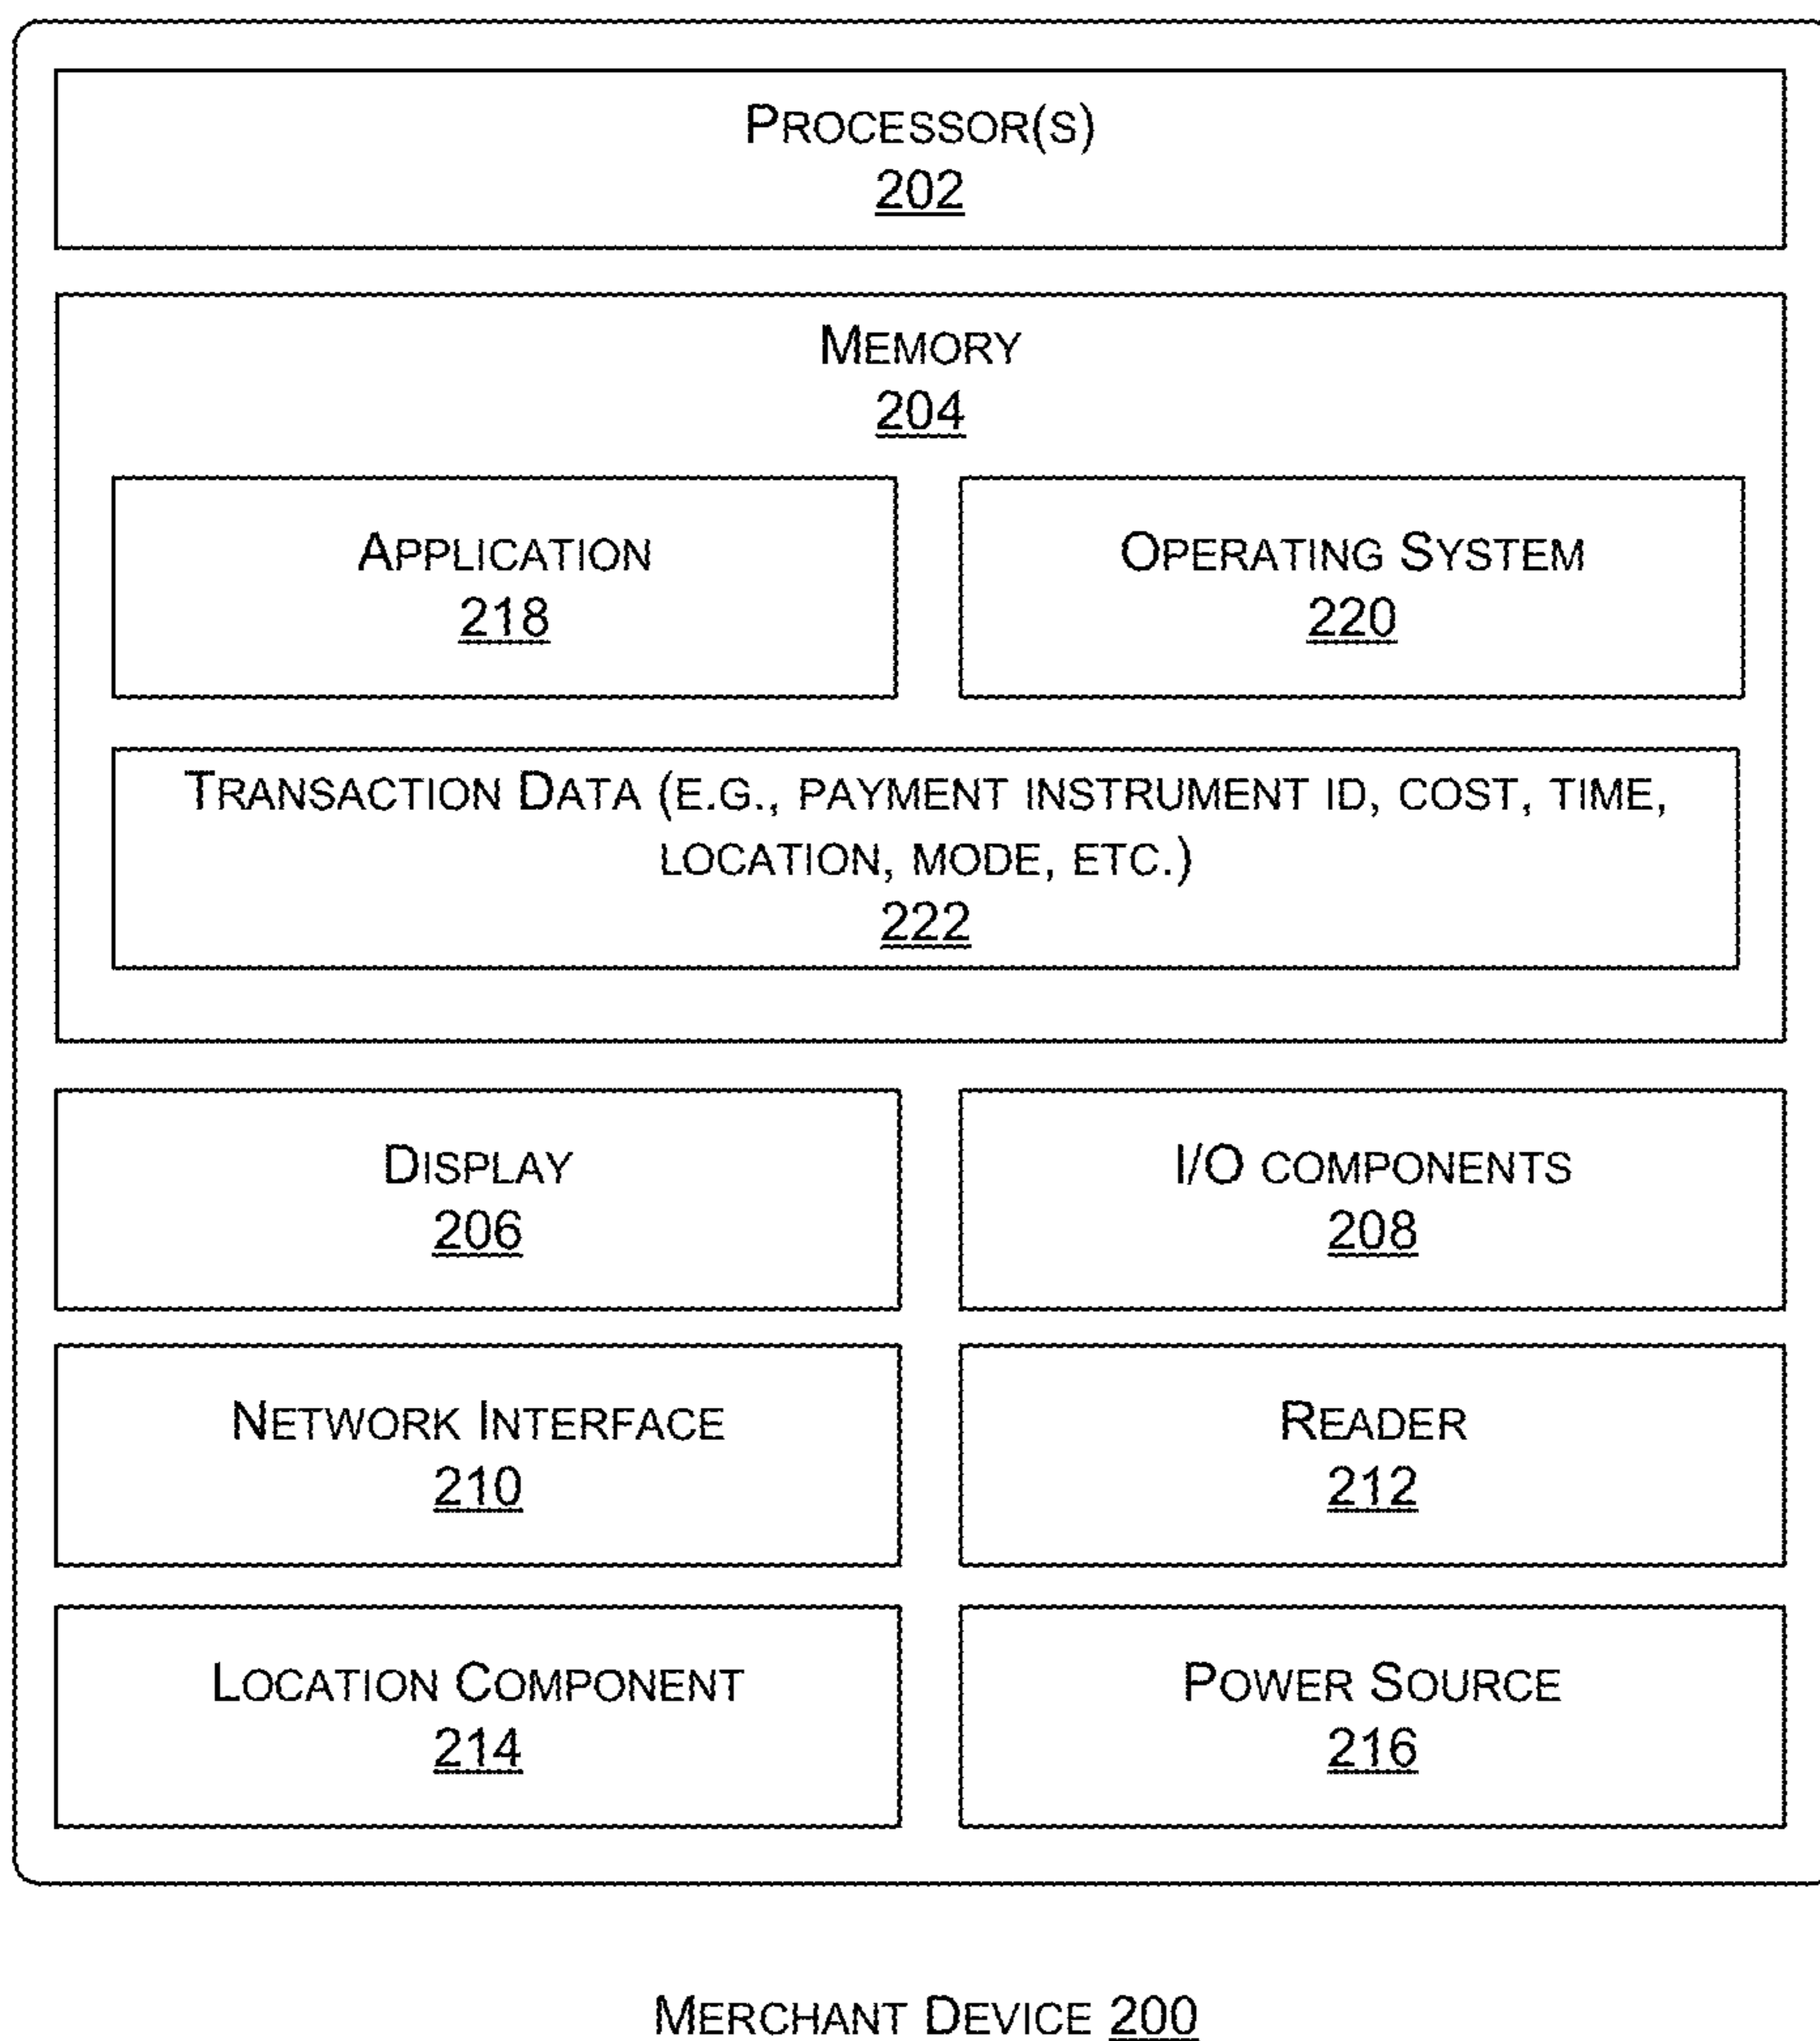 PROCESSOR(S)
202
MEMORY
204
APPLICATION
218
OPERATING SYSTEM
220
TRANSACTION DATA (E.G., PAYMENT INSTRUMENT ID, COST, TIME,
LOCATION, MODE, ETC.)
222
DISPLAY
206
I/O COMPONENTS
208
NETWORK INTERFACE
210
READER
212
LOCATION COMPONENT
214
POWER SOURCE
216
MERCHANT DEVICE 200